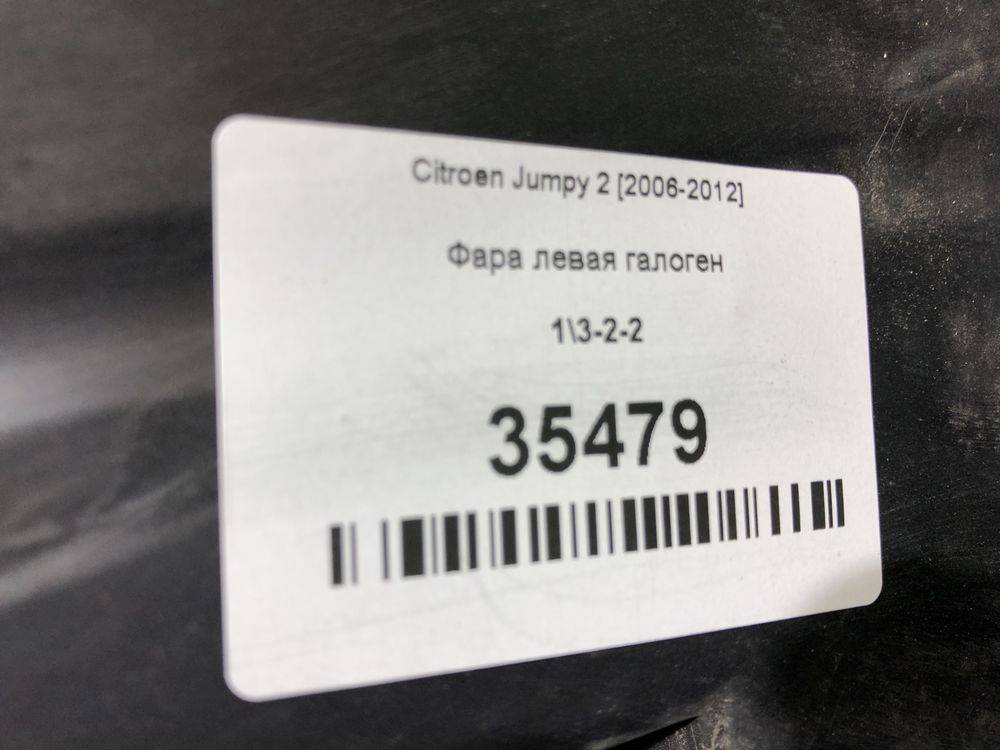 Citroen Jumpy 2 [2006-2012]
Фара левая галоген
1\3-2-2
35479